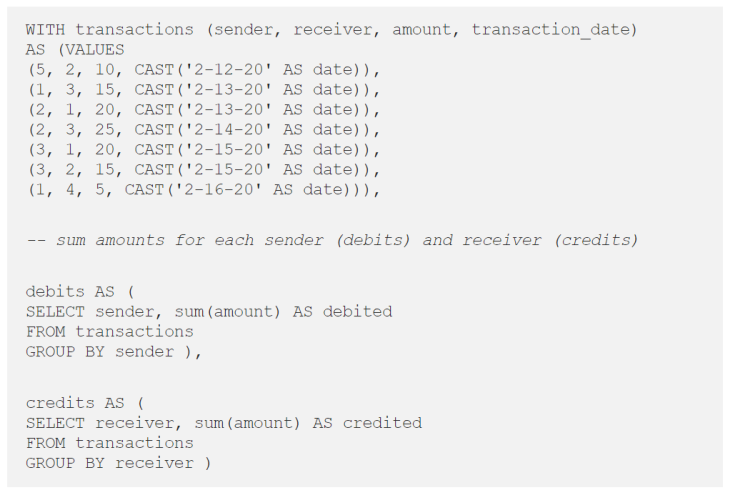 WITH transactions (sender, receiver, amount, transaction_date)
AS (VALUES
(5, 2, 10, CAST('2-12-20' AS date)),
(1, 3, 15, CAST('2-13-20' AS date)),
(2, 1, 20, CAST('2-13-20' AS date)),
(2, 3, 25, CAST('2-14-20' AS date)),
(3, 1, 20, CAST('2-15-20' AS date)),
(3, 2, 15, CAST('2-15-20' AS date)),
(1, 4, 5, CAST('2-16-20' AS date))),
-- sum amounts for each sender (debits) and receiver (credits)
debits AS (
SELECT sender, sum(amount) AS debited
FROM transactions
GROUP BY sender ),
credits AS (
SELECT receiver, sum(amount) AS credited
FROM transactions
GROUP BY receiver )